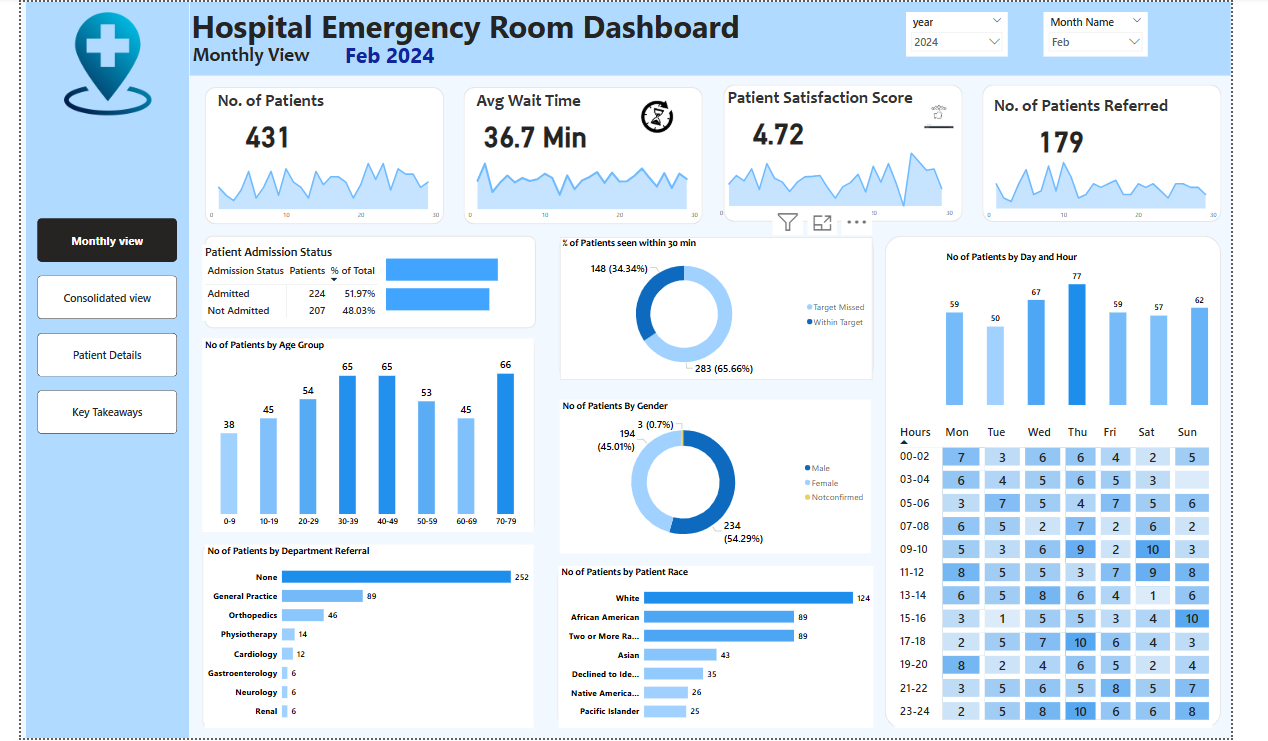 Hospital Emergency Room Dashboard
Monthly View Feb 2024
year
2024
Month Name
Feb
Monthly view
Consolidated view
Patient Details
Key Takeaways
No. of Patients
431
0 10 20 30
Avg Wait Time
36.7 Min
0 10 20 30
Patient Satisfaction Score
4.72
0 20 30
No. of Patients Referred
179
0 10 20 30
Patient Admission Status
Admission Status Patients % of Total
Admitted 224 51.97%
Not Admitted 207 48.03%
No of Patients by Age Group
38 45 54 65 65 53 45 66
0-9 10-19 20-29 30-39 40-49 50-59 60-69 70-79
No of Patients by Department Referral
None 252
General Practice 89
Orthopedics 46
Physiotherapy 14
Cardiology 12
Gastroenterology 6
Neurology 6
Renal 6
% of Patients seen within 30 min
148 (34.34%)
283 (65.66%)
Target Missed
Within Target
No of Patients By Gender
3 (0.7%)
194
(45.01%)
234
(54.29%)
Male
Female
Notconfirmed
No of Patients by Patient Race
White 124
African American 89
Two or More Ra... 89
Asian 43
Declined to Ide... 35
Native America... 26
Pacific Islander 25
No of Patients by Day and Hour
59 50 67 77 59 57 62
Hours Mon Tue Wed Thu Fri Sat Sun
00-02 7 3 6 6 4 2 5
03-04 6 4 5 6 5 3
05-06 3 7 5 4 7 5 6
07-08 6 5 2 7 2 6 2
09-10 5 3 6 9 2 10 3
11-12 8 5 5 3 7 9 8
13-14 6 5 8 6 4 1 6
15-16 3 1 5 5 3 4 10
17-18 2 5 7 10 6 4 3
19-20 8 2 4 6 5 2 4
21-22 3 5 6 5 8 5 7
23-24 2 5 8 10 6 6 8